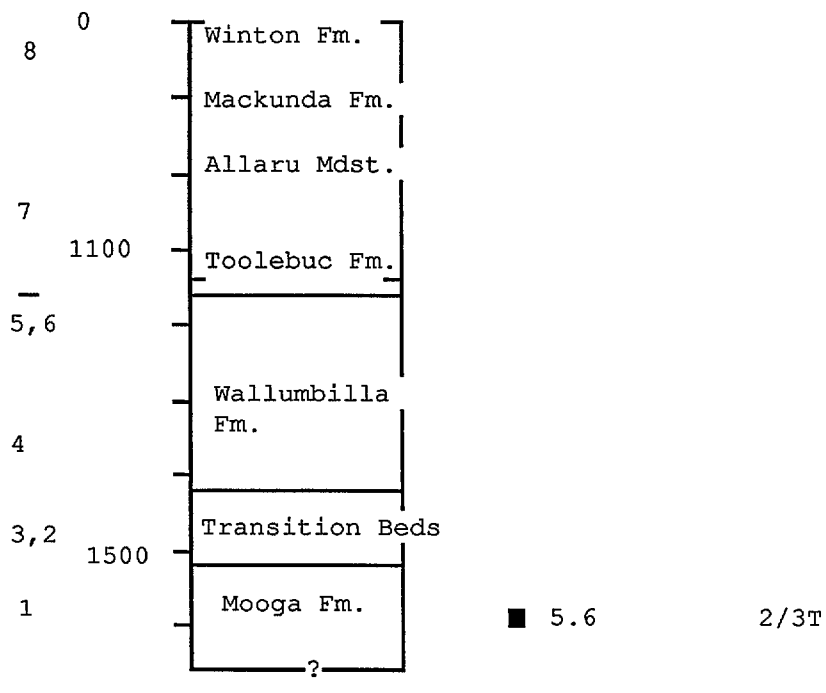 0
Winton Fm.
8
Mackunda Fm.
Allaru Mdst.
7
1100
Toolebuc Fm.
5,6
Wallumbilla
Fm.
4
3,2
Transition Beds
1500
1
Mooga Fm.
5.6
2/3T
?